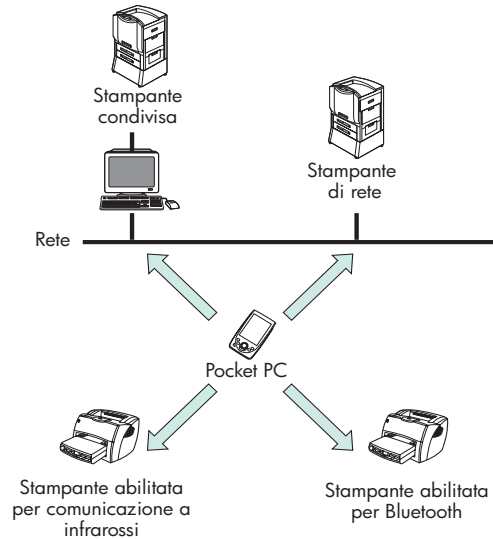 Stampante
condivisa
Stampante
di rete
Rete
Pocket PC
Stampante abilitata
per comunicazione a
infrarossi
Stampante abilitata
per Bluetooth